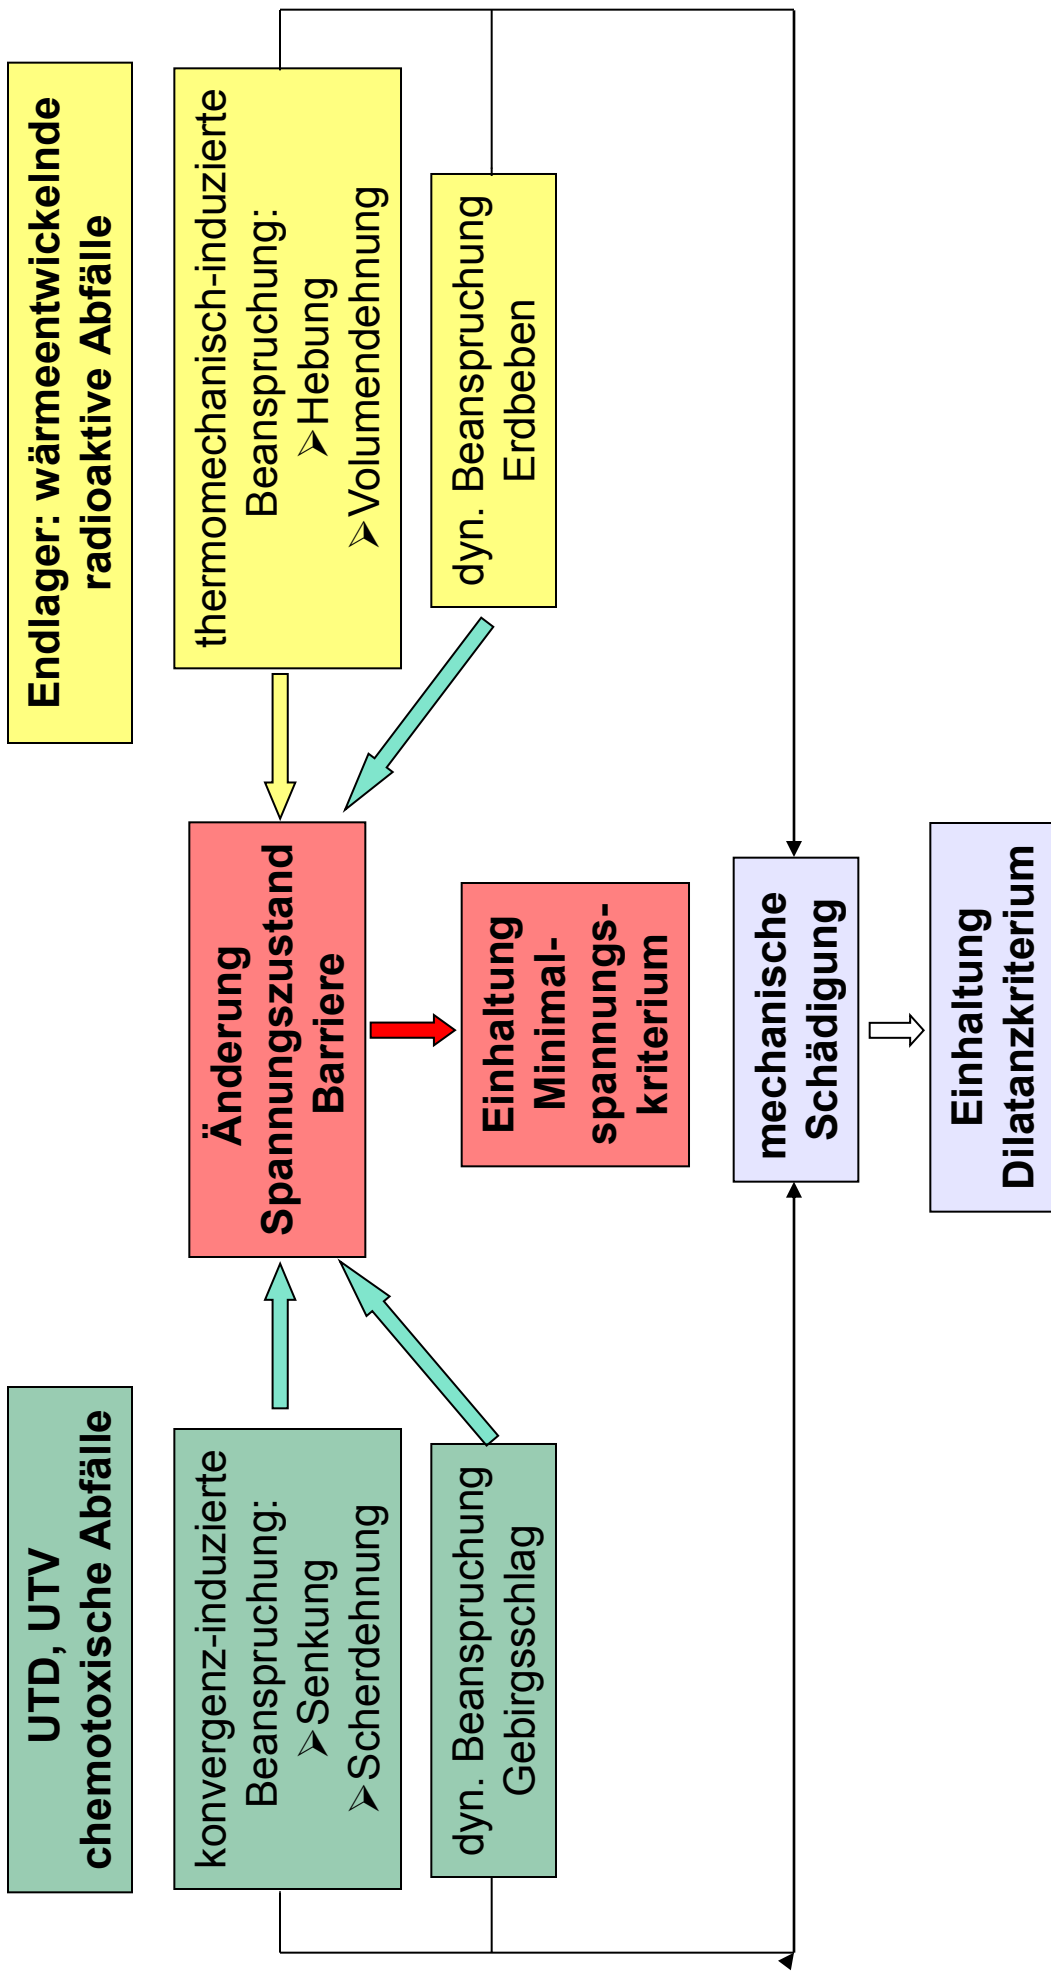 UTD, UTV
chemotoxische Abfälle
Endlager: wärmeentwickelnde
radioaktive Abfälle
konvergenz-induzierte
Beanspruchung:
➢Senkung
➢Scherdehnung
Änderung
Spannungszustand
Barriere
thermomechanisch-induzierte
Beanspruchung:
➢Hebung
➢Volumendehnung
dyn. Beanspruchung
Gebirgsschlag
Einhaltung
Minimal-
spannungs-
kriterium
dyn. Beanspruchung
Erdbeben
mechanische
Schädigung
Einhaltung
Dilatanzkriterium